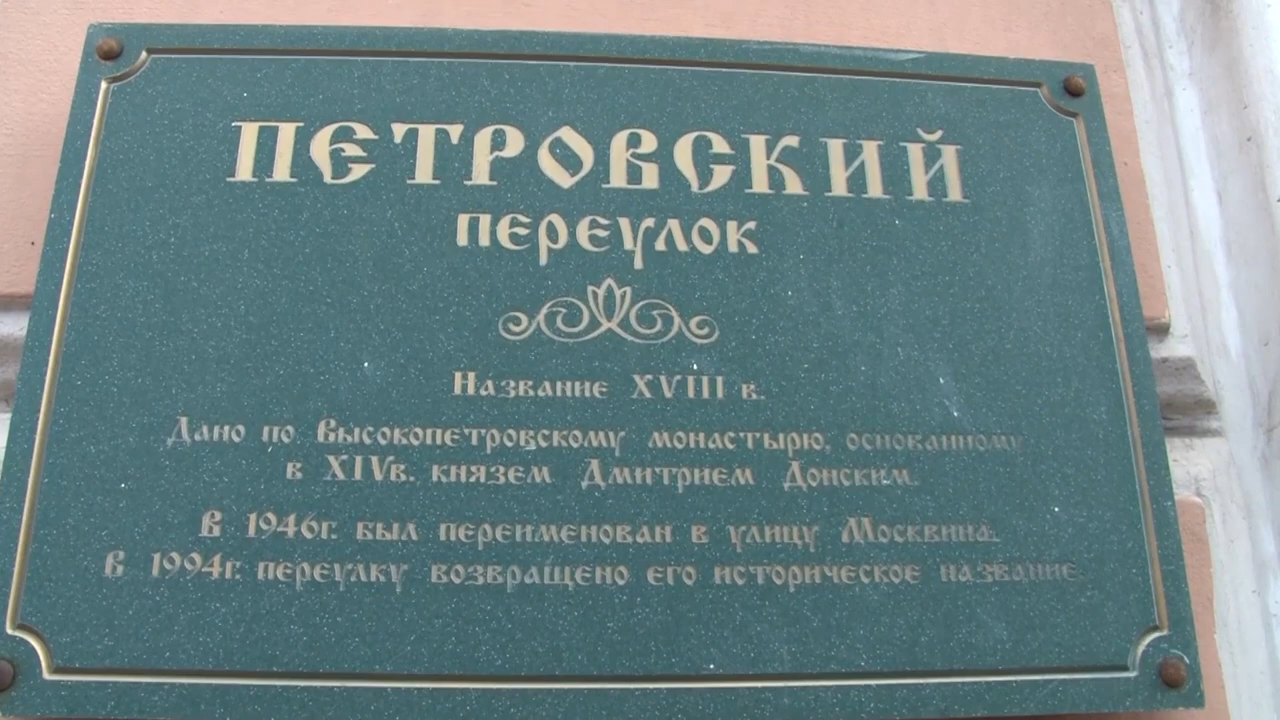 ПЕТРОВСКИЙ
ПЕРЕУЛОК
Название XVIII в.
Дано по Высокопетровскому монастырю, основанному
в XIVв. князем Дмитрием Донским.
В 1946г. был переименован в улицу Москвина.
В 1994г. переулку возвращено его историческое название.